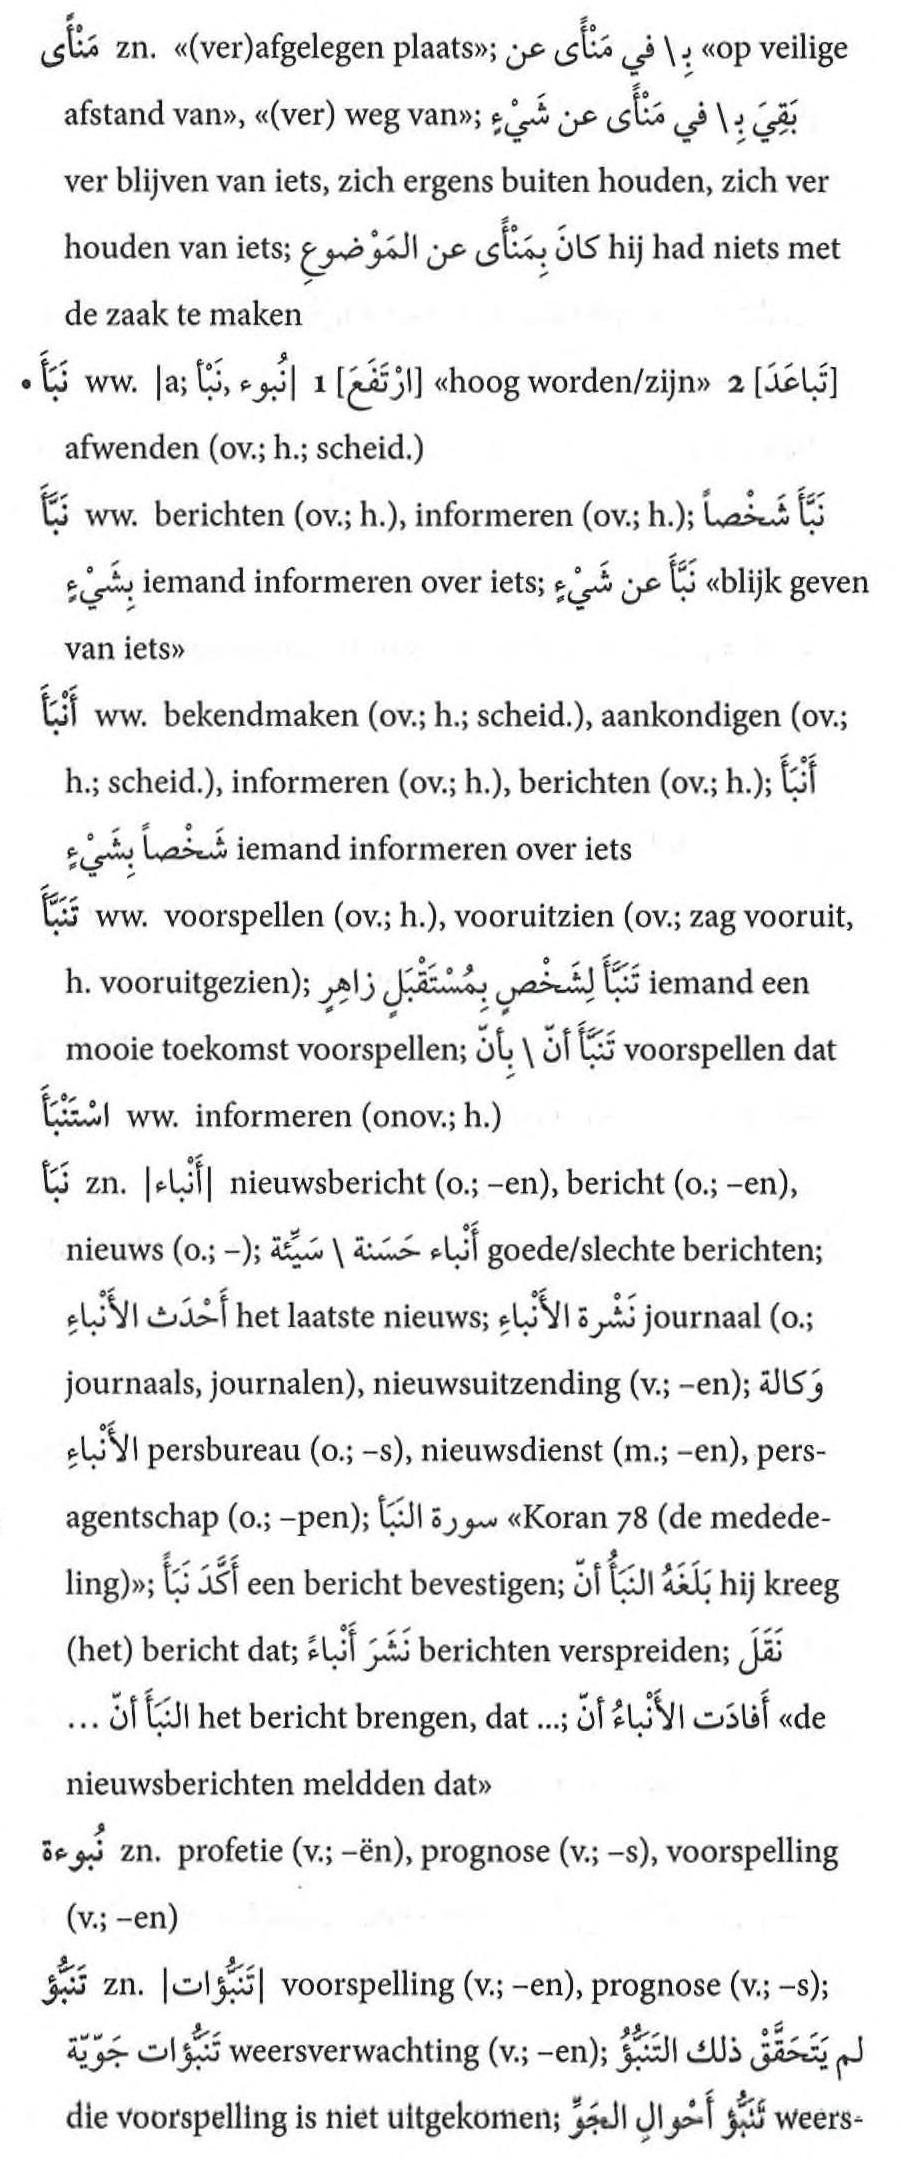 مَنْأًى zn. «(ver)afgelegen plaats»; بِـ \ في مَنْأًى عن «op veilige
afstand van», «(ver) weg van»; بَقِيَ بِـ \ في مَنْأًى عن شَيْءٍ
ver blijven van iets, zich ergens buiten houden, zich ver
houden van iets; كانَ بِمَنْأًى عن المَوْضوعِ hij had niets met
de zaak te maken
• نَبَأَ ww. |a; نَبْأ, نُبوء| 1 [ارْتَفَعَ] «hoog worden/zijn» 2 [تَباعَدَ]
afwenden (ov.; h.; scheid.)
نَبَّأَ ww. berichten (ov.; h.), informeren (ov.; h.); نَبَّأَ شَخْصاً
بِشَيْءٍ iemand informeren over iets; نَبَّأَ عن شَيْءٍ «blijk geven
van iets»
أَنْبَأَ ww. bekendmaken (ov.; h.; scheid.), aankondigen (ov.;
h.; scheid.), informeren (ov.; h.), berichten (ov.; h.); أَنْبَأَ
شَخْصاً بِشَيْءٍ iemand informeren over iets
تَنَبَّأَ ww. voorspellen (ov.; h.), vooruitzien (ov.; zag vooruit,
h. vooruitgezien); تَنَبَّأَ لِشَخْصٍ بِمُسْتَقْبَلٍ زاهِرٍ iemand een
mooie toekomst voorspellen; تَنَبَّأَ أنّ \ بِأنّ voorspellen dat
اسْتَنْبَأَ ww. informeren (onov.; h.)
نَبَأ zn. |أَنْباء| nieuwsbericht (o.; –en), bericht (o.; –en),
nieuws (o.; –); أَنْباء حَسَنة \ سَيِّئة goede/slechte berichten;
أَحْدَث الأَنْباءِ het laatste nieuws; نَشْرة الأَنْباءِ journaal (o.;
journaals, journalen), nieuwsuitzending (v.; –en); وَكالة
الأَنْباءِ persbureau (o.; –s), nieuwsdienst (m.; –en), pers-
agentschap (o.; –pen); سورة النَبَأ «Koran 78 (de medede-
ling)»; أَكَّدَ نَبَأً een bericht bevestigen; بَلَغَهُ النَبَأُ أنّ hij kreeg
(het) bericht dat; نَشَرَ أَنْباءً berichten verspreiden; نَقَلَ
النَبَأَ أنّ ... het bericht brengen, dat ...; أَفادَت الأَنْباءُ أنّ «de
nieuwsberichten meldden dat»
نُبوءة zn. profetie (v.; –ën), prognose (v.; –s), voorspelling
(v.; –en)
تَنَبُّؤ zn. |تَنَبُّؤات| voorspelling (v.; –en), prognose (v.; –s);
تَنَبُّؤات جَوِّيّة weersverwachting (v.; –en); لم يَتَحَقَّقْ ذلك التَنَبُّؤُ
die voorspelling is niet uitgekomen; تَنَبُّؤ أَحْوالِ الجَوِّ weers-